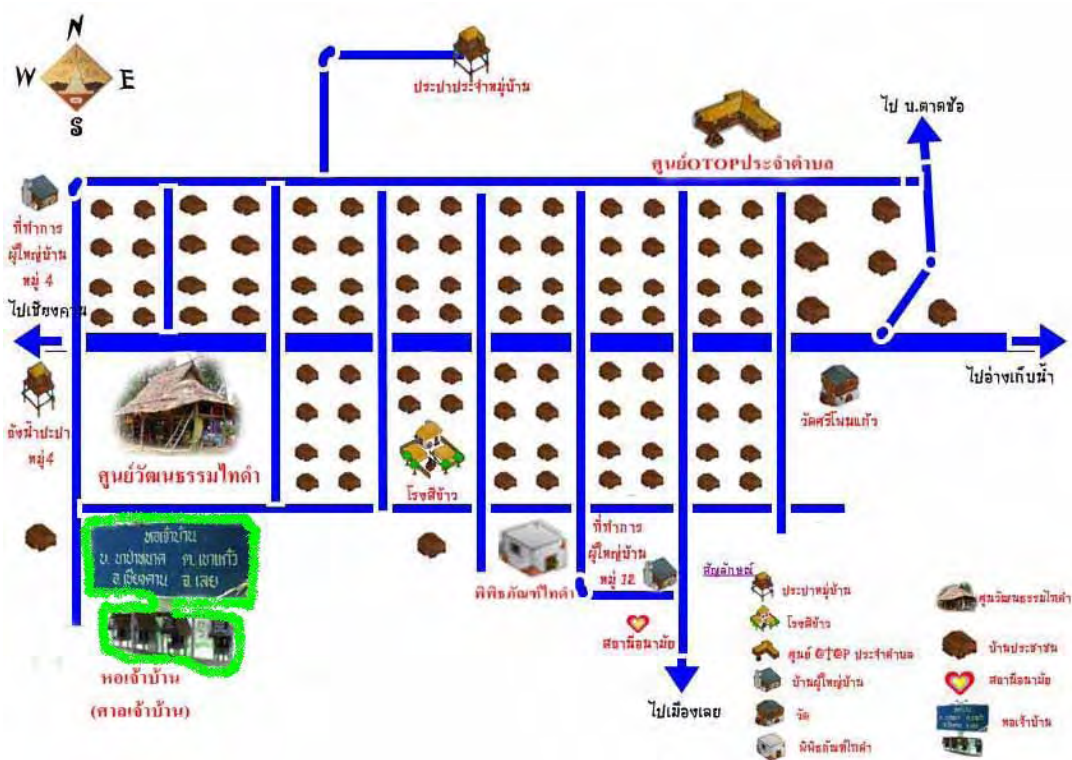 N
W E
S
ประปาประจำหมู่บ้าน
ไป บ.ตาดซ้อ
ศูนย์OTOPประจำตำบล
ที่ทำการ
ผู้ใหญ่บ้าน
หมู่ 4
ไปเชียงคาน
ไปอ่างเก็บน้ำ
ถังน้ำปะปา
หมู่4
วัดศรีโพนแก้ว
ศูนย์วัฒนธรรมไทดำ
โรงสีข้าว
หอเจ้าบ้าน
บ. นาป่าหนาด ต.เขาแก้ว
อ.เชียงคาน จ.เลย
ที่ทำการ
ผู้ใหญ่บ้าน
หมู่ 12
พิพิธภัณฑ์ไทดำ
สถานีอนามัย
หอเจ้าบ้าน
(ศาลเจ้าบ้าน)
ไปเมืองเลย
สัญลักษณ์
ประปาหมู่บ้าน
โรงสีข้าว
ศูนย์ OTOP ประจำตำบล
บ้านผู้ใหญ่บ้าน
วัด
พิพิธภัณฑ์ไทดำ
ศูนวัฒนธรรมไทดำ
บ้านประชาชน
สถานีอนามัย
หอเจ้าบ้าน